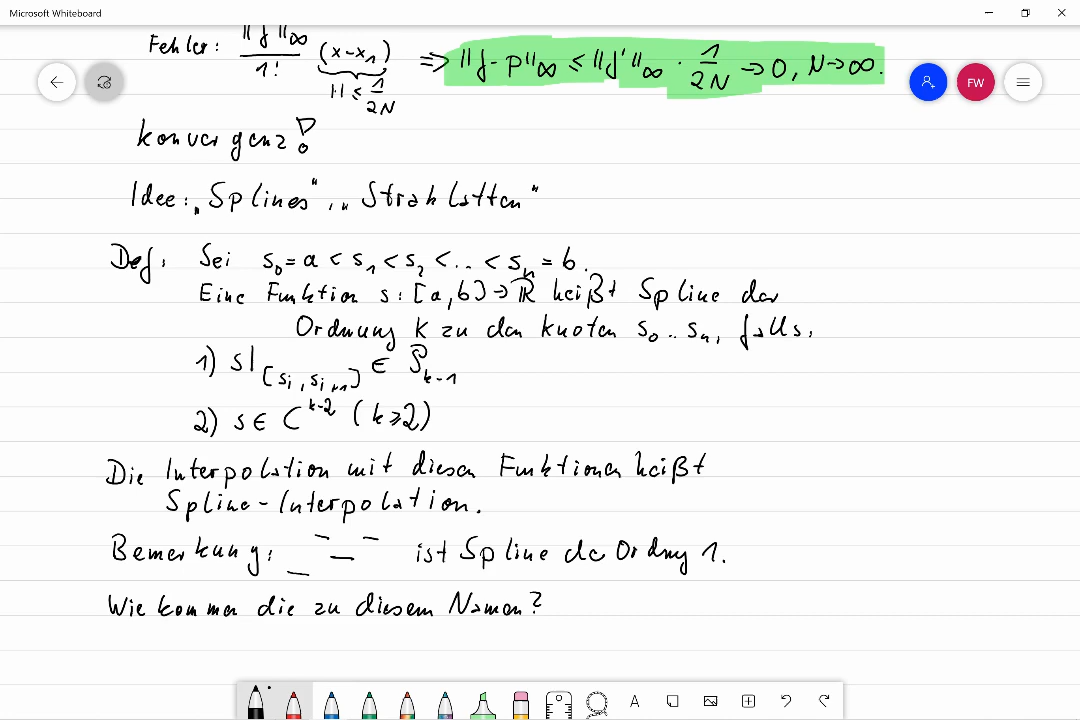 Microsoft Whiteboard
Fehler: ||f'||∞ / 1! (x-x₁) ⇒ ||f-p||∞ ≤ ||f'||∞ · 1/2N → 0, N→∞.
|·| ≤ 1/2N
FW
Konvergenz!
Idee: „Splines", „Strahlatten"
Def: Sei s₀ = a < s₁ < s₂ < ... < sₙ = b.
Eine Funktion s: [a,b] → ℝ heißt Spline der
Ordnung k zu den Knoten s₀ .. sₙ, falls:
1) s|[sᵢ, sᵢ₊₁] ∈ P_{k-1}
2) s ∈ C^{k-2} (k ≥ 2)
Die Interpolation mit diesen Funktionen heißt
Spline-Interpolation.
Bemerkung: ist Spline de Ordnung 1.
Wie kommen die zu diesem Namen?